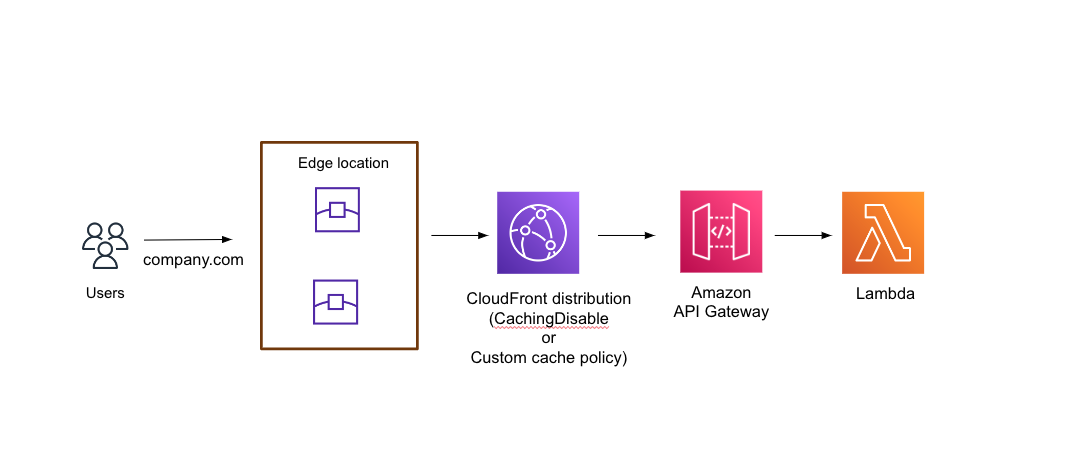 Edge location
company.com
Users
CloudFront distribution
(CachingDisable
or
Custom cache policy)
Amazon
API Gateway
Lambda